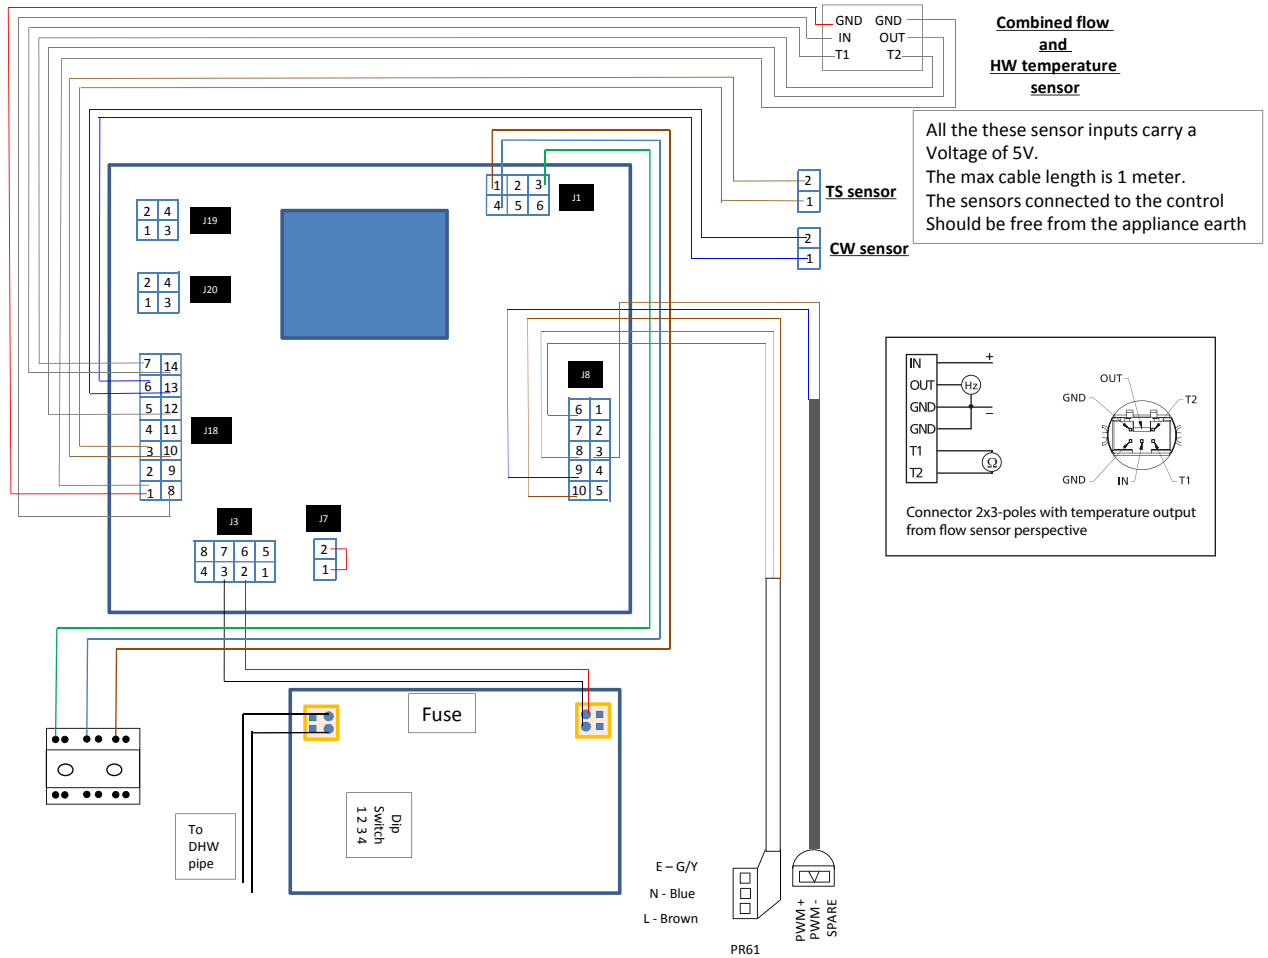 GND GND
IN OUT
T1 T2
Combined flow
and
HW temperature
sensor
All the these sensor inputs carry a
Voltage of 5V.
The max cable length is 1 meter.
The sensors connected to the control
Should be free from the appliance earth
2
1
TS sensor
2
1
CW sensor
1 2 3
4 5 6
J1
2 4
1 3
J19
2 4
1 3
J20
7 14
6 13
5 12
4 11
3 10
2 9
1 8
J18
J8
6 1
7 2
8 3
9 4
10 5
IN
OUT
GND
GND
T1
T2
+
Hz
–
Ω
OUT
GND
T2
GND
IN
T1
Connector 2x3-poles with temperature output
from flow sensor perspective
J3
8 7 6 5
4 3 2 1
J7
2
1
Fuse
Dip
Switch
1 2 3 4
To
DHW
pipe
E – G/Y
N - Blue
L - Brown
PR61
PWM +
PWM -
SPARE